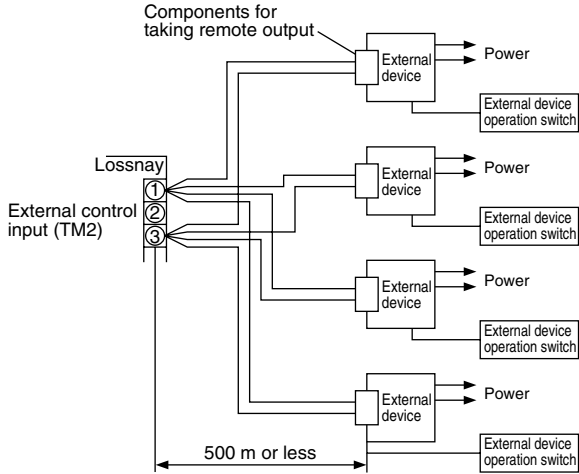 Components for
taking remote output
External
device
Power
External device
operation switch
Lossnay
External control
input (TM2)
1
2
3
External
device
Power
External device
operation switch
External
device
Power
External device
operation switch
External
device
Power
External device
operation switch
500 m or less